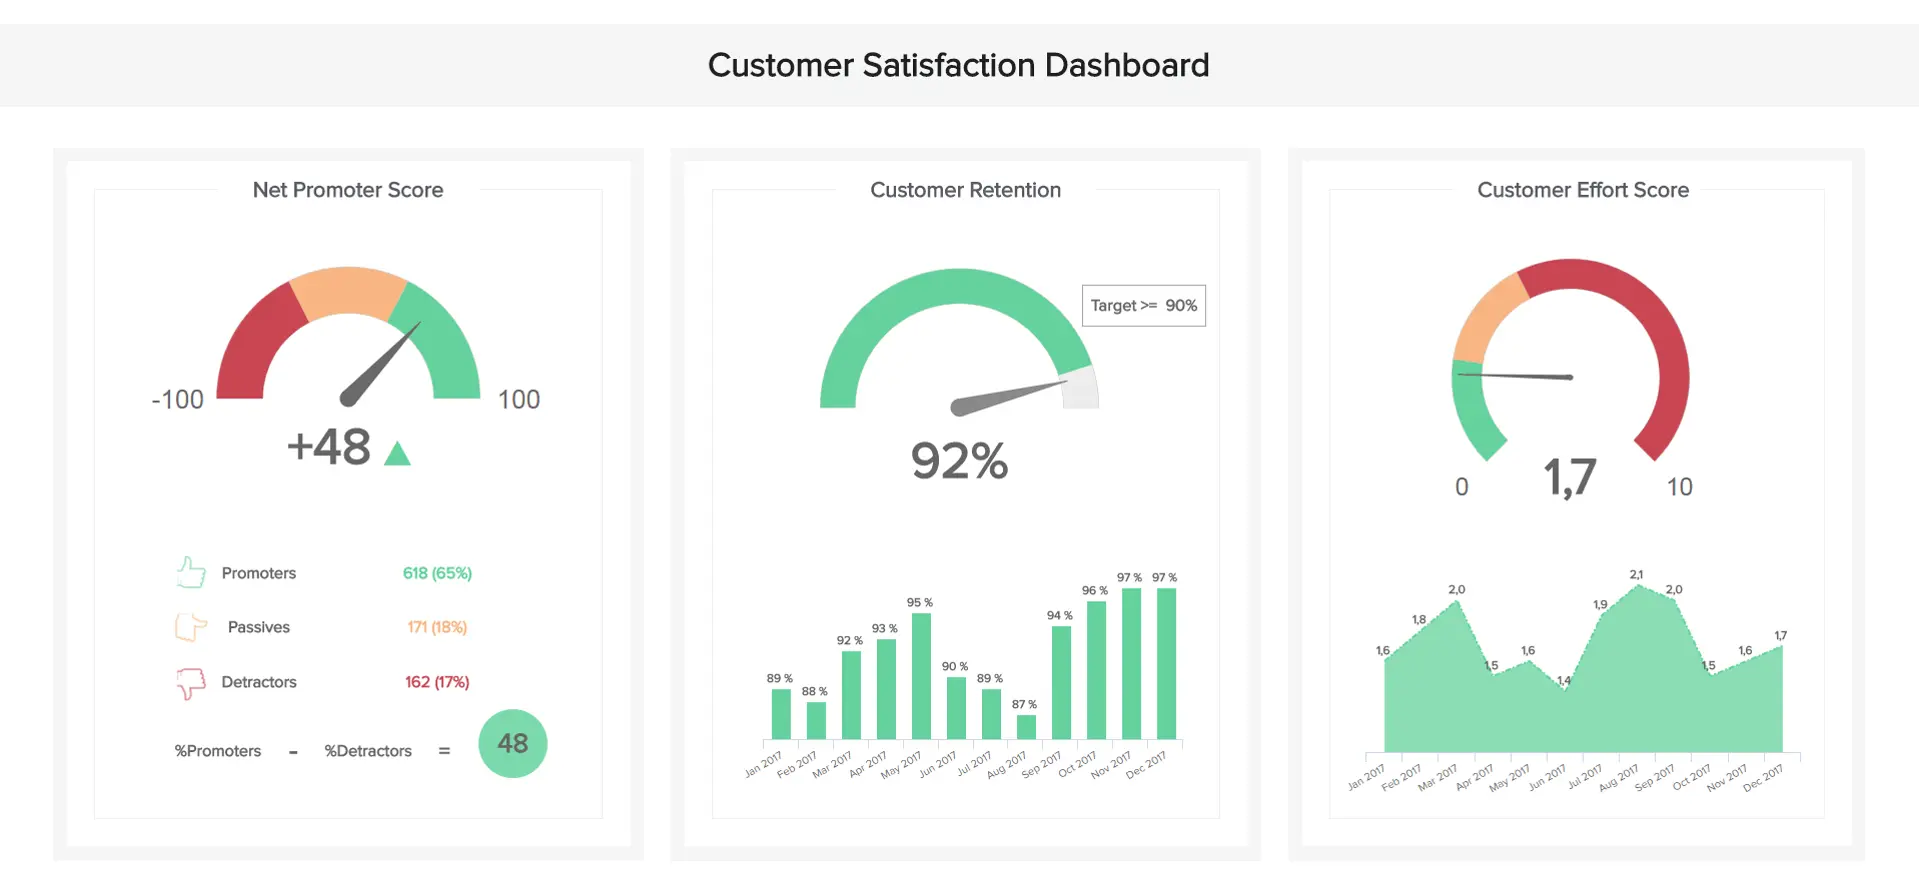 Customer Satisfaction Dashboard
Net Promoter Score
-100
100
+48
Promoters 618 (65%)
Passives 171 (18%)
Detractors 162 (17%)
%Promoters - %Detractors = 48
Customer Retention
Target >= 90%
92%
89 %
88 %
92 %
93 %
95 %
90 %
89 %
87 %
94 %
96 %
97 %
97 %
Jan 2017
Feb 2017
Mar 2017
Apr 2017
May 2017
Jun 2017
Jul 2017
Aug 2017
Sep 2017
Oct 2017
Nov 2017
Dec 2017
Customer Effort Score
0
1,7
10
1,6
1,8
2,0
1,5
1,6
1,4
1,9
2,1
2,0
1,5
1,6
1,7
Jan 2017
Feb 2017
Mar 2017
Apr 2017
May 2017
Jun 2017
Jul 2017
Aug 2017
Sep 2017
Oct 2017
Nov 2017
Dec 2017